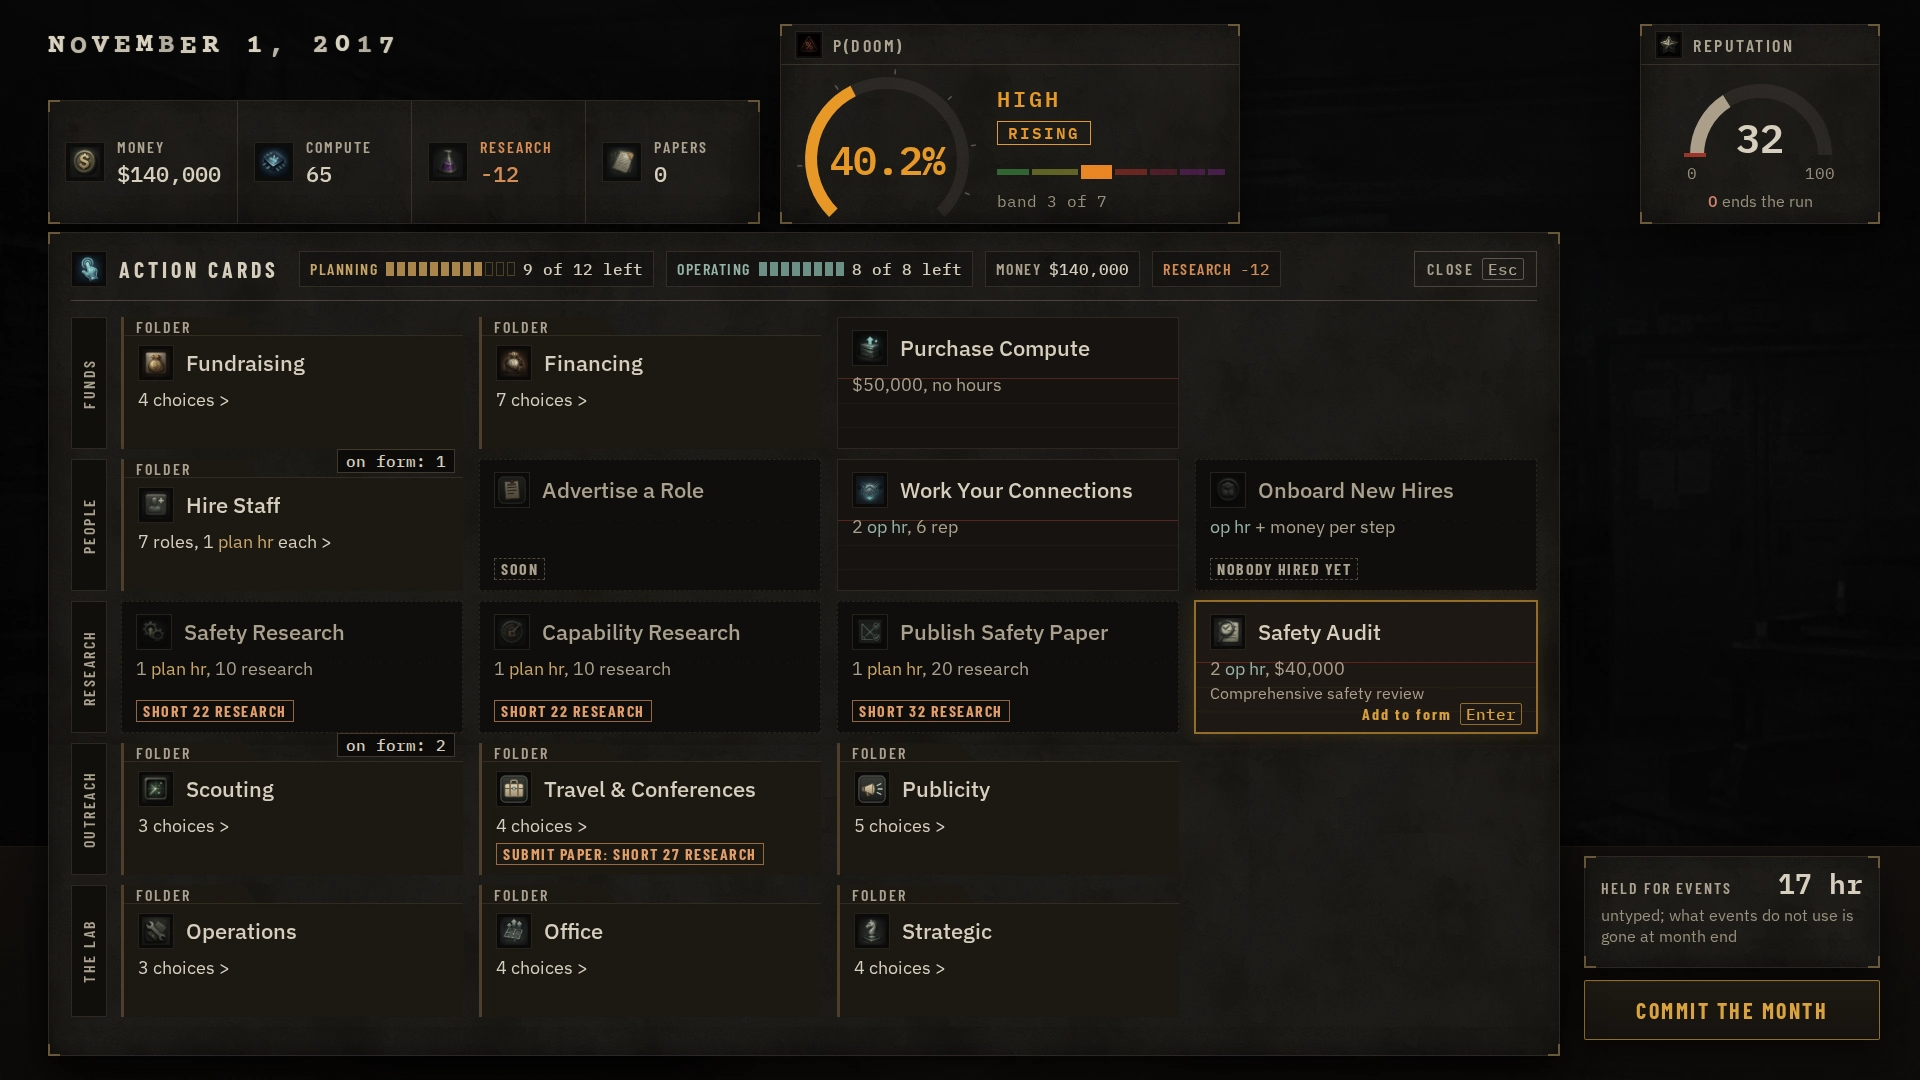 NOVEMBER 1, 2017
MONEY
$140,000
COMPUTE
65
RESEARCH
-12
PAPERS
0
P(DOOM)
40.2%
HIGH
RISING
band 3 of 7
REPUTATION
32
0
100
0 ends the run
ACTION CARDS
PLANNING 9 of 12 left
OPERATING 8 of 8 left
MONEY $140,000
RESEARCH -12
CLOSE Esc
FUNDS
FOLDER
Fundraising
4 choices >
FOLDER
Financing
7 choices >
Purchase Compute
$50,000, no hours
PEOPLE
on form: 1
FOLDER
Hire Staff
7 roles, 1 plan hr each >
Advertise a Role
SOON
Work Your Connections
2 op hr, 6 rep
Onboard New Hires
op hr + money per step
NOBODY HIRED YET
RESEARCH
Safety Research
1 plan hr, 10 research
SHORT 22 RESEARCH
Capability Research
1 plan hr, 10 research
SHORT 22 RESEARCH
Publish Safety Paper
1 plan hr, 20 research
SHORT 32 RESEARCH
Safety Audit
2 op hr, $40,000
Comprehensive safety review
Add to form Enter
OUTREACH
on form: 2
FOLDER
Scouting
3 choices >
FOLDER
Travel & Conferences
4 choices >
SUBMIT PAPER: SHORT 27 RESEARCH
FOLDER
Publicity
5 choices >
THE LAB
FOLDER
Operations
3 choices >
FOLDER
Office
4 choices >
FOLDER
Strategic
4 choices >
HELD FOR EVENTS 17 hr
untyped; what events do not use is
gone at month end
COMMIT THE MONTH